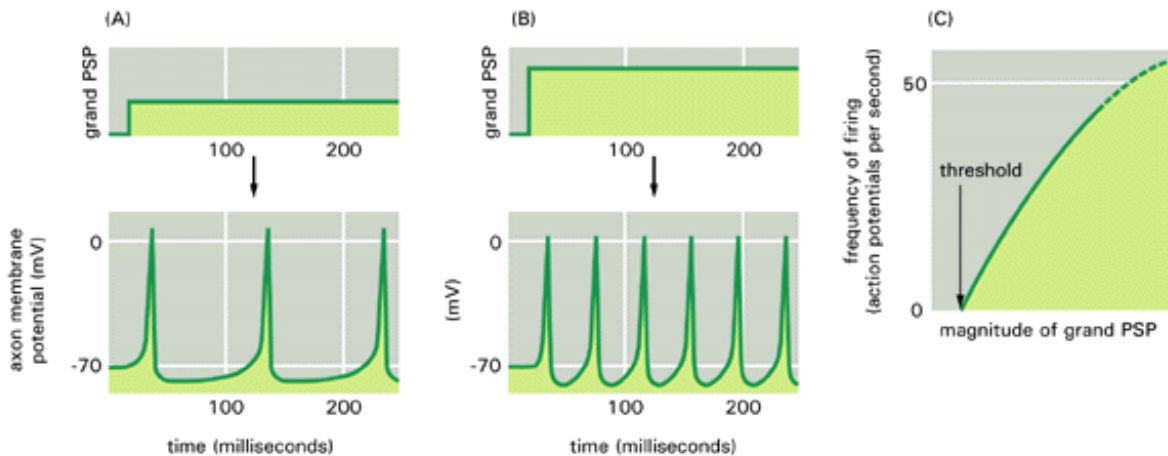 (A)
grand PSP
100
200
0
-70
axon membrane
potential (mV)
100
200
time (milliseconds)
(B)
grand PSP
100
200
0
-70
(mV)
100
200
time (milliseconds)
(C)
50
0
frequency of firing
(action potentials per second)
threshold
magnitude of grand PSP